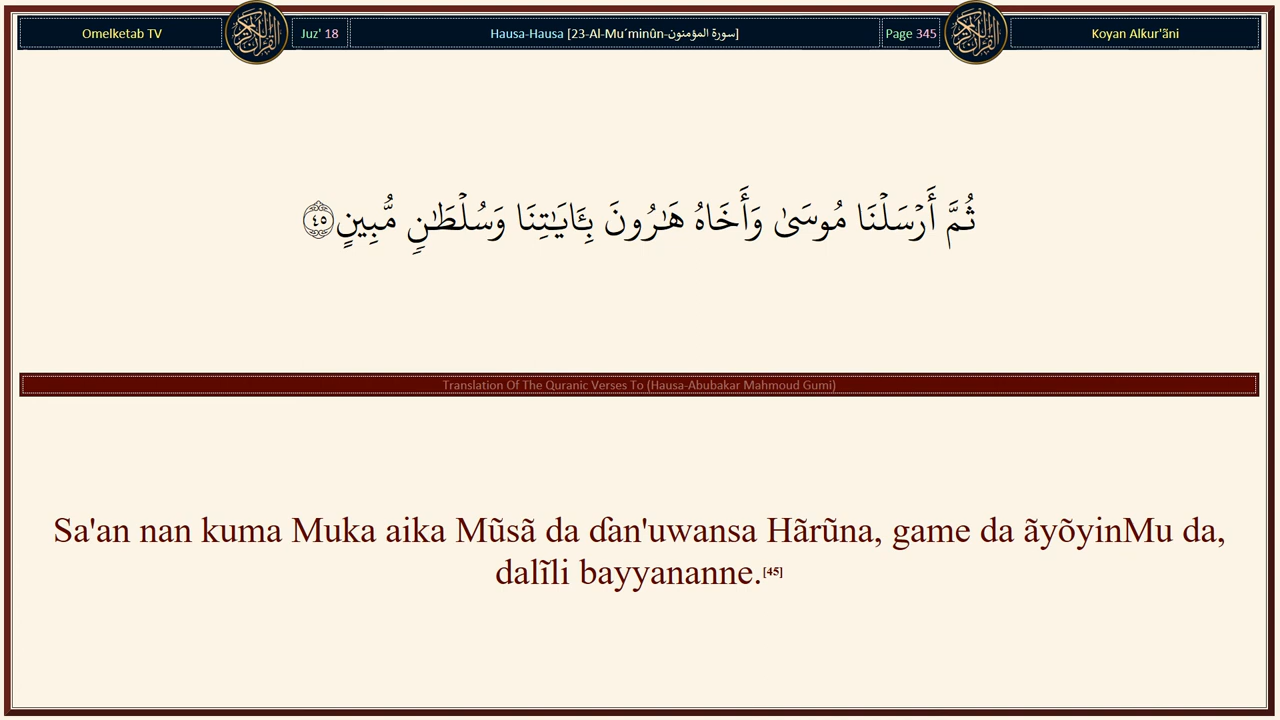 Omelketab TV
Juz' 18
Hausa-Hausa [23-Al-Mu´minûn-سورة المؤمنون]
Page 345
Koyan Alkur'ãni
ثُمَّ أَرۡسَلۡنَا مُوسَىٰ وَأَخَاهُ هَٰرُونَ بِـَٔايَٰتِنَا وَسُلۡطَٰنٖ مُّبِينٍ ٤٥
Translation Of The Quranic Verses To (Hausa-Abubakar Mahmoud Gumi)
Sa'an nan kuma Muka aika Mũsã da ɗan'uwansa Hãrũna, game da ãyõyinMu da,
dalĩli bayyananne.[45]